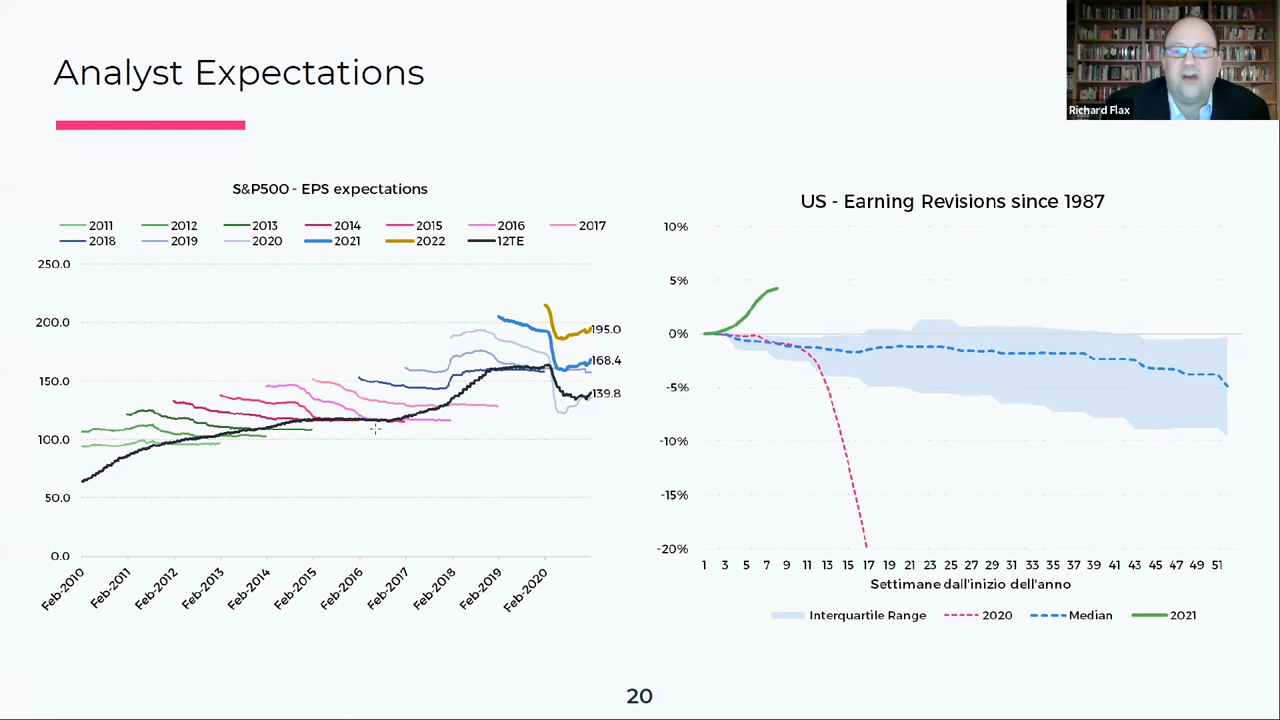 Analyst Expectations
Richard Flax
S&P500 - EPS expectations
2011 2012 2013 2014 2015 2016 2017
2018 2019 2020 2021 2022 12TE
250.0
200.0
150.0
100.0
50.0
0.0
195.0
168.4
139.8
Feb-2010 Feb-2011 Feb-2012 Feb-2013 Feb-2014 Feb-2015 Feb-2016 Feb-2017 Feb-2018 Feb-2019 Feb-2020
US - Earning Revisions since 1987
10%
5%
0%
-5%
-10%
-15%
-20%
1 3 5 7 9 11 13 15 17 19 21 23 25 27 29 31 33 35 37 39 41 43 45 47 49 51
Settimane dall'inizio dell'anno
Interquartile Range 2020 Median 2021
20